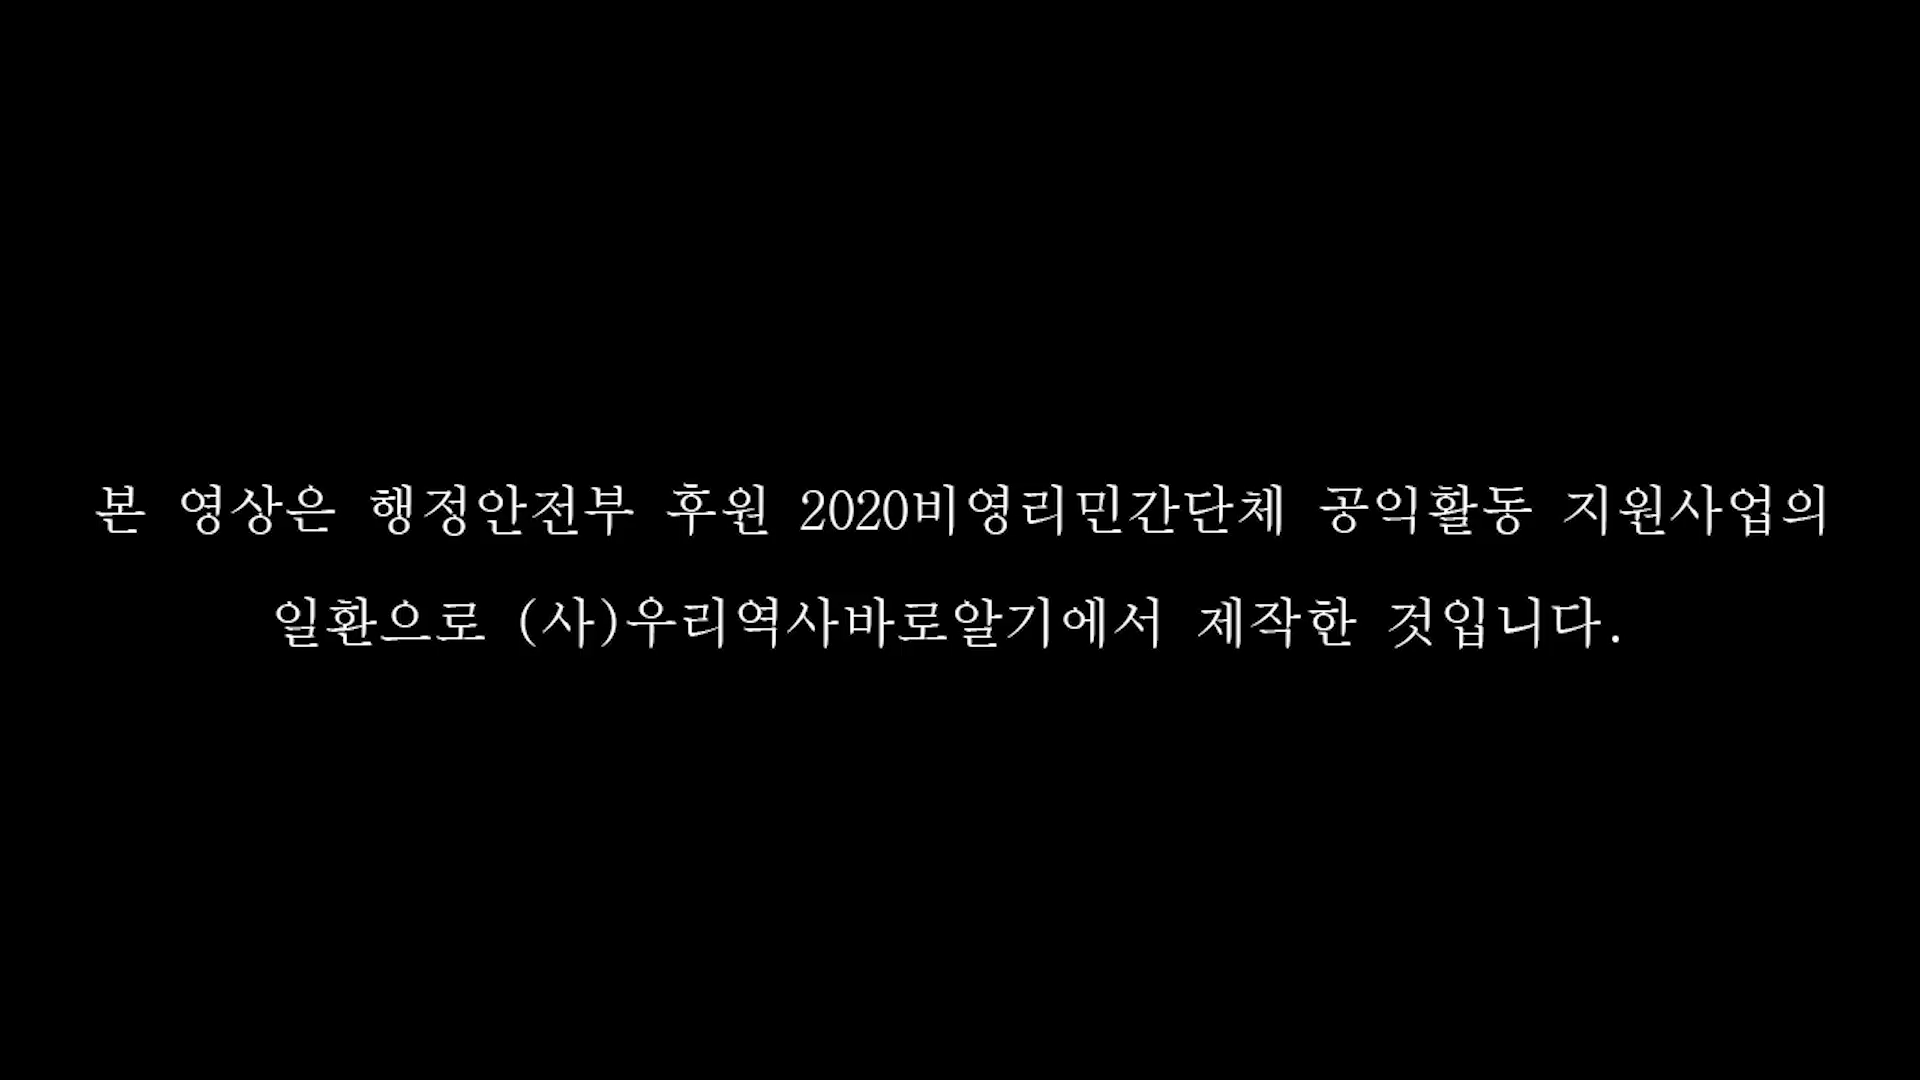 본 영상은 행정안전부 후원 2020비영리민간단체 공익활동 지원사업의
일환으로 (사)우리역사바로알기에서 제작한 것입니다.